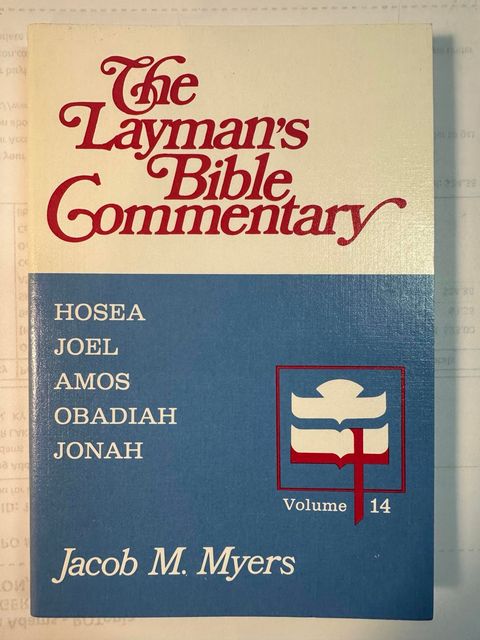 The
Layman's
Bible
Commentary
HOSEA
JOEL
AMOS
OBADIAH
JONAH
Volume 14
Jacob M. Myers